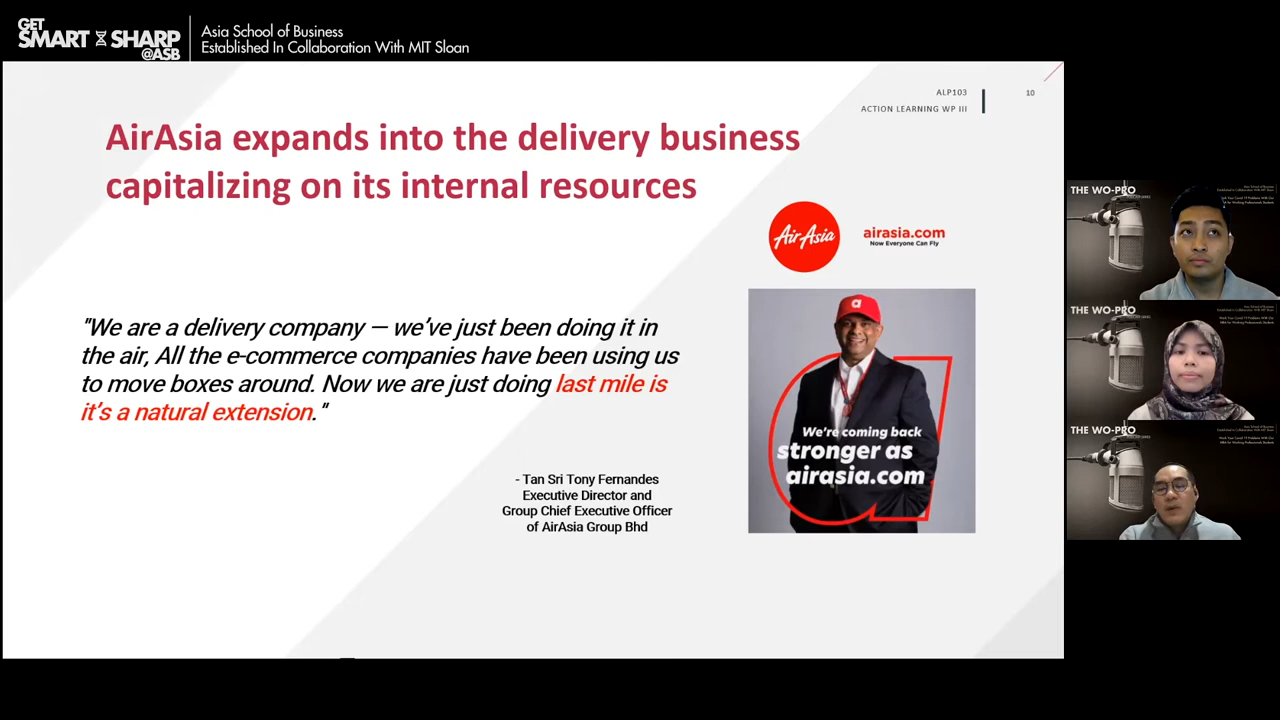 GET
SMART SHARP
@ASB
Asia School of Business
Established In Collaboration With MIT Sloan
ALP103
ACTION LEARNING WP III
10
AirAsia expands into the delivery business
capitalizing on its internal resources
AirAsia
airasia.com
Now Everyone Can Fly
"We are a delivery company — we've just been doing it in
the air, All the e-commerce companies have been using us
to move boxes around. Now we are just doing last mile is
it's a natural extension."
- Tan Sri Tony Fernandes
Executive Director and
Group Chief Executive Officer
of AirAsia Group Bhd
a
We're coming back
stronger as
airasia.com
THE WO-PRO
THE WO-PRO
THE WO-PRO